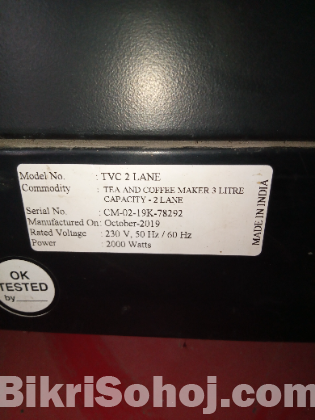 Model No. : TVC 2 LANE
Commodity : TEA AND COFFEE MAKER 3 LITRE
CAPACITY - 2 LANE
Serial No. : CM-02-19K-78292
Manufactured On: October-2019
Rated Voltage : 230 V, 50 Hz / 60 Hz
Power : 2000 Watts
MADE IN INDIA
OK
TESTED
by
BikriSohoj.com